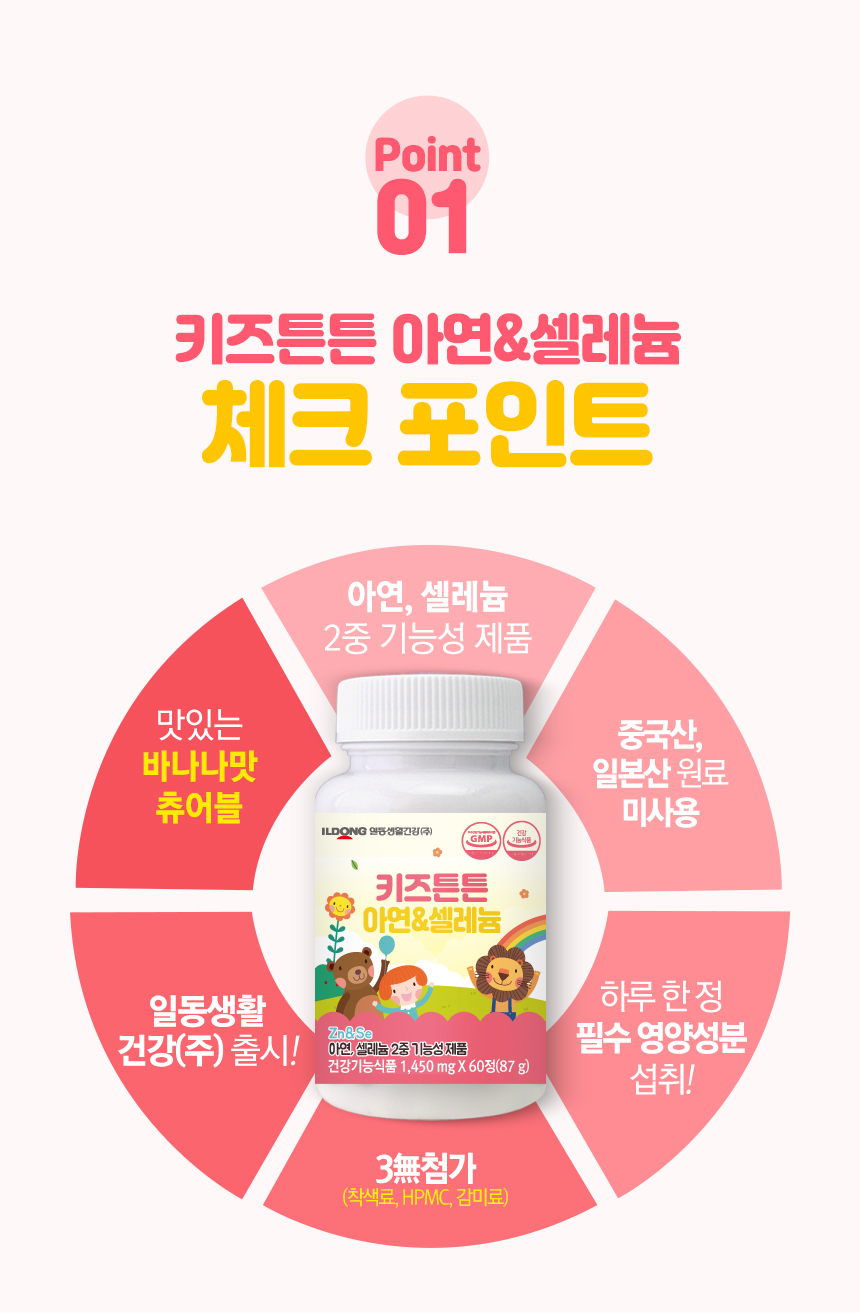 Point
01
키즈튼튼 아연&셀레늄
체크 포인트
아연, 셀레늄
2중 기능성 제품
중국산,
일본산 원료
미사용
하루 한 정
필수 영양성분
섭취!
3無첨가
(착색료, HPMC, 감미료)
일동생활
건강(주) 출시!
맛있는
바나나맛
츄어블
ILDONG 일동생활건강(주)
GMP
건강
기능식품
키즈튼튼
아연&셀레늄
Zn&Se
아연, 셀레늄 2중 기능성 제품
건강기능식품 1,450 mg X 60정(87 g)